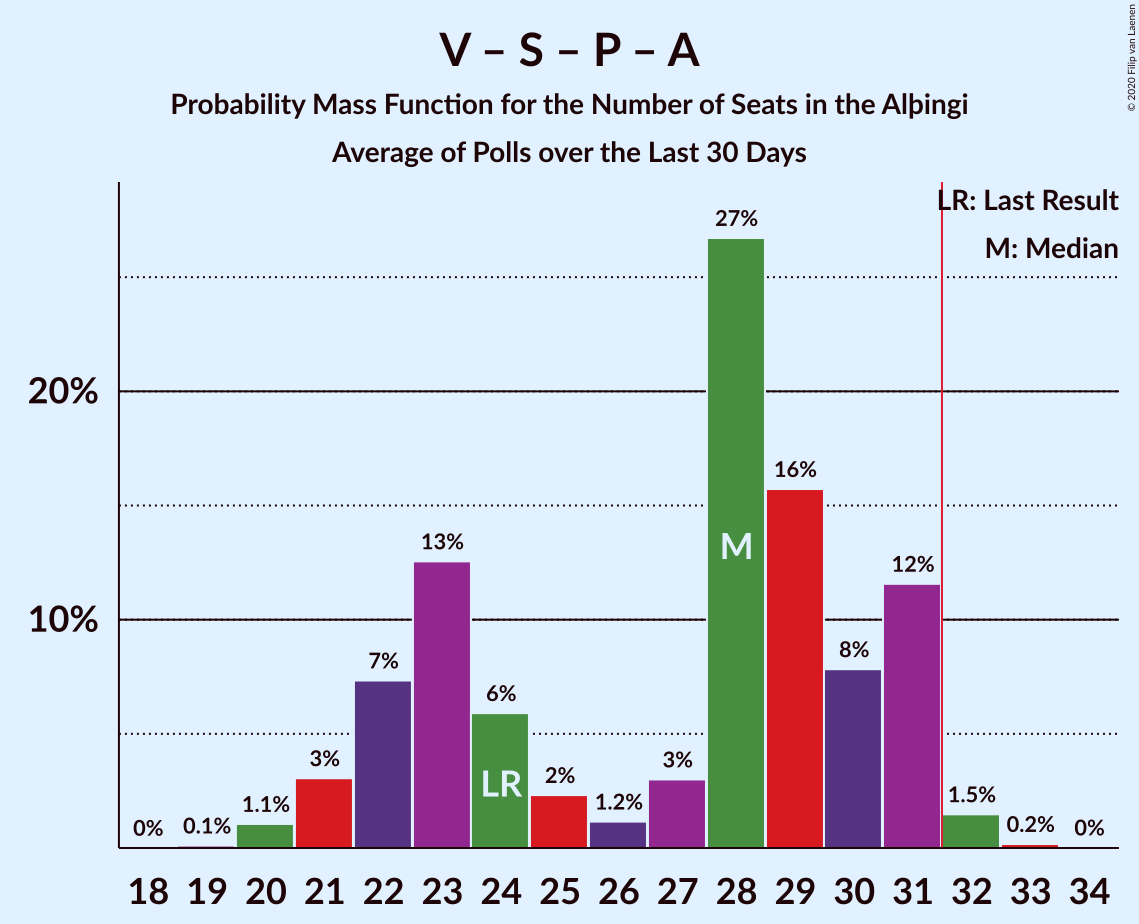 V – S – P – A
Probability Mass Function for the Number of Seats in the Alþingi
Average of Polls over the Last 30 Days
© 2020 Filip van Laenen
LR: Last Result
M: Median
20%
10%
0%
0.1%
1.1%
3%
7%
13%
6%
2%
1.2%
3%
27%
16%
8%
12%
1.5%
0.2%
0%
LR
M
18 19 20 21 22 23 24 25 26 27 28 29 30 31 32 33 34